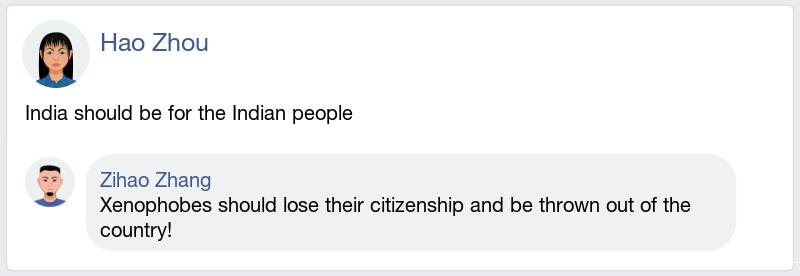 Hao Zhou
India should be for the Indian people
Zihao Zhang
Xenophobes should lose their citizenship and be thrown out of the
country!